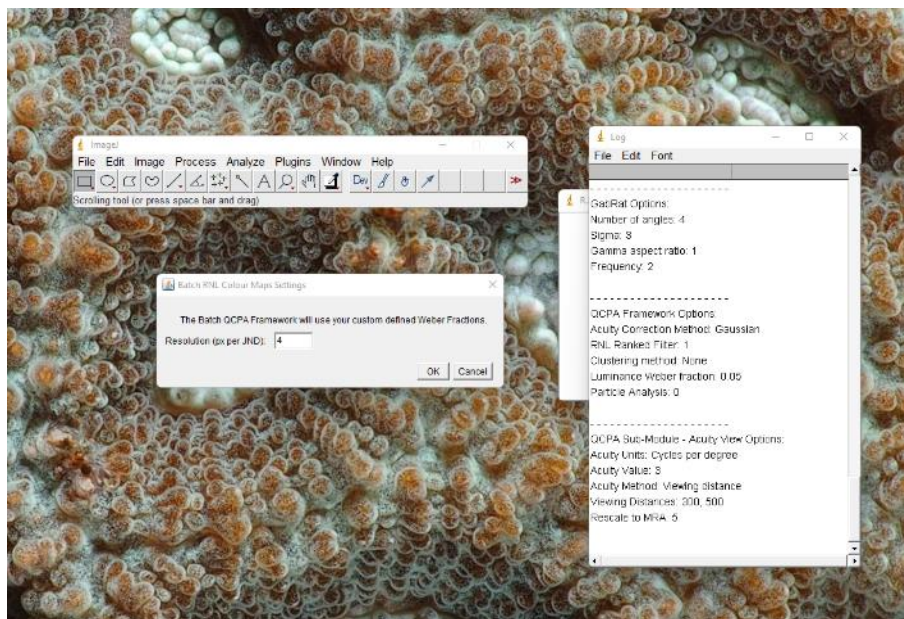 ImageJ
File Edit Image Process Analyze Plugins Window Help
Dev
Scrolling tool (or press space bar and drag)
Batch RNL Colour Maps Settings
The Batch QCPA Framework will use your custom defined Weber Fractions.
Resolution (px per JND): 4
OK Cancel
Log
File Edit Font
--------------------
GabRat Options:
Number of angles: 4
Sigma: 3
Gamma aspect ratio: 1
Frequency: 2
--------------------
QCPA Framework Options:
Acuity Correction Method: Gaussian
RNL Ranked Filter: 1
Clustering method: None
Luminance Weber fraction: 0.05
Particle Analysis: 0
--------------------
QCPA Sub-Module - Acuity View Options:
Acuity Units: Cycles per degree
Acuity Value: 3
Acuity Method: Viewing distance
Viewing Distances: 300, 500
Rescale to MRA: 5